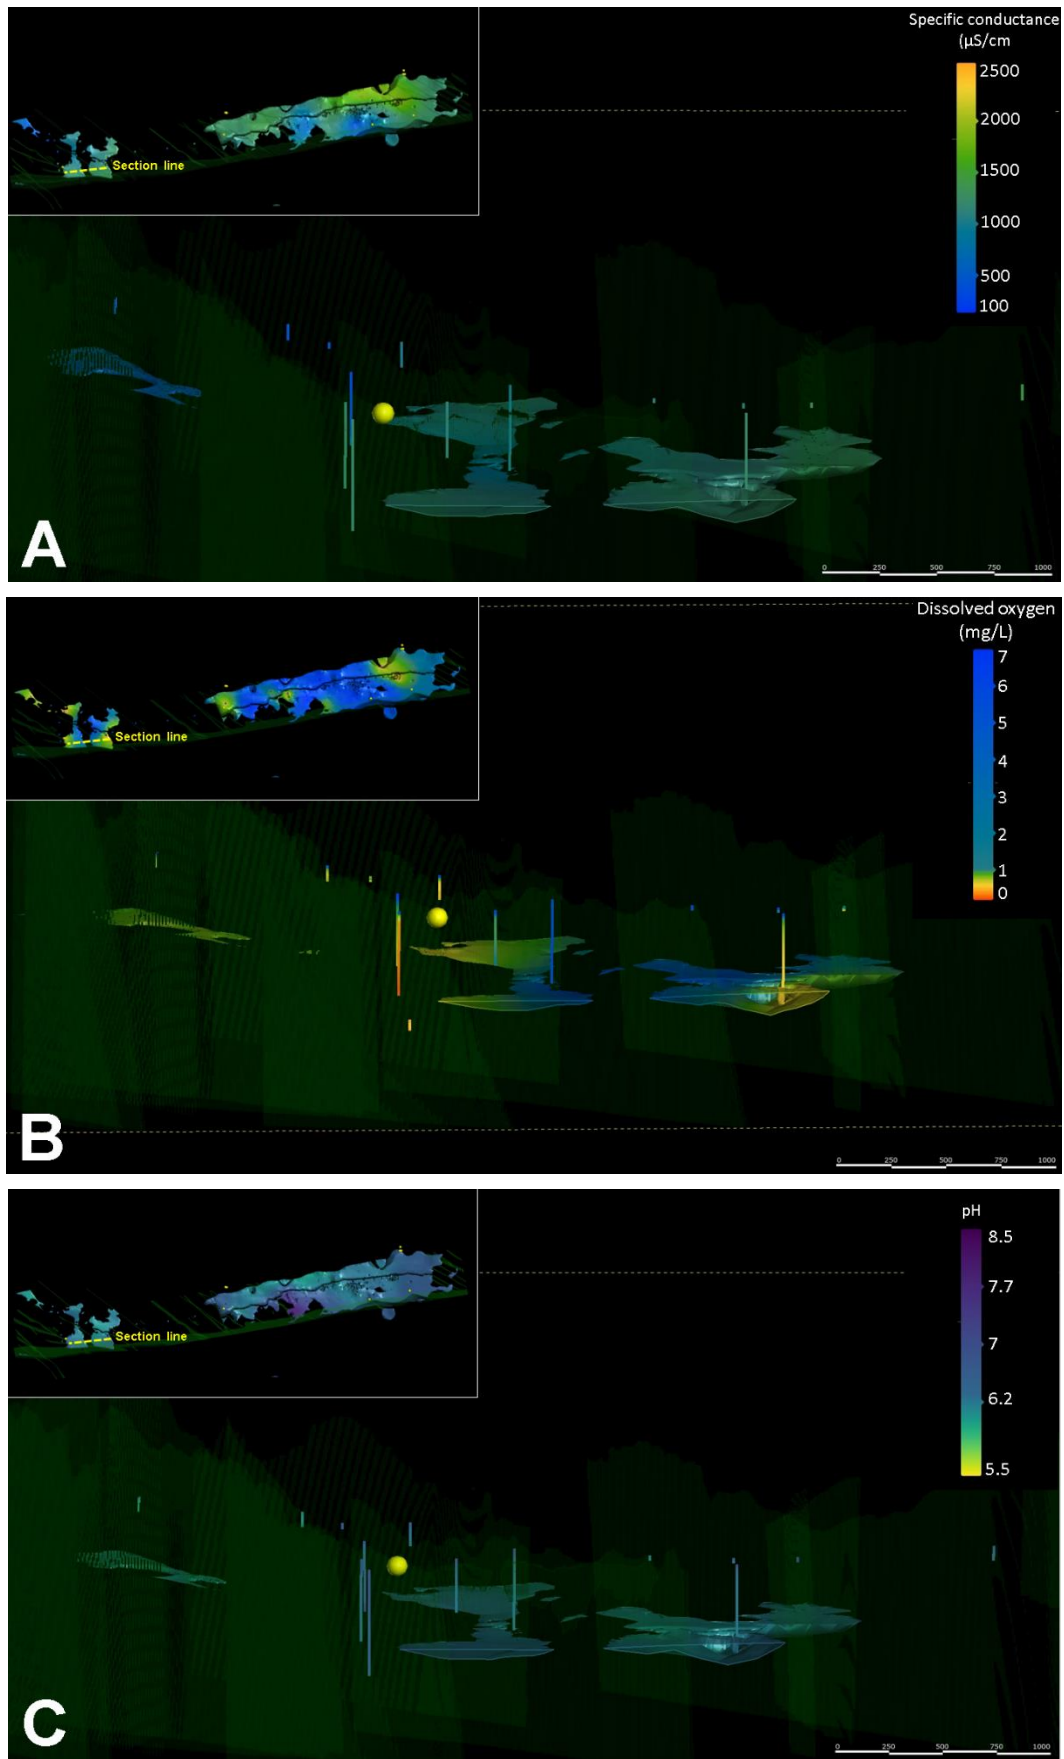 Specific conductance
(µS/cm
2500
2000
1500
1000
500
100
Section line
A
0 250 500 750 1000
Dissolved oxygen
(mg/L)
7
6
5
4
3
2
1
0
Section line
B
0 250 500 750 1000
pH
8.5
7.7
7
6.2
5.5
Section line
C
0 250 500 750 1000